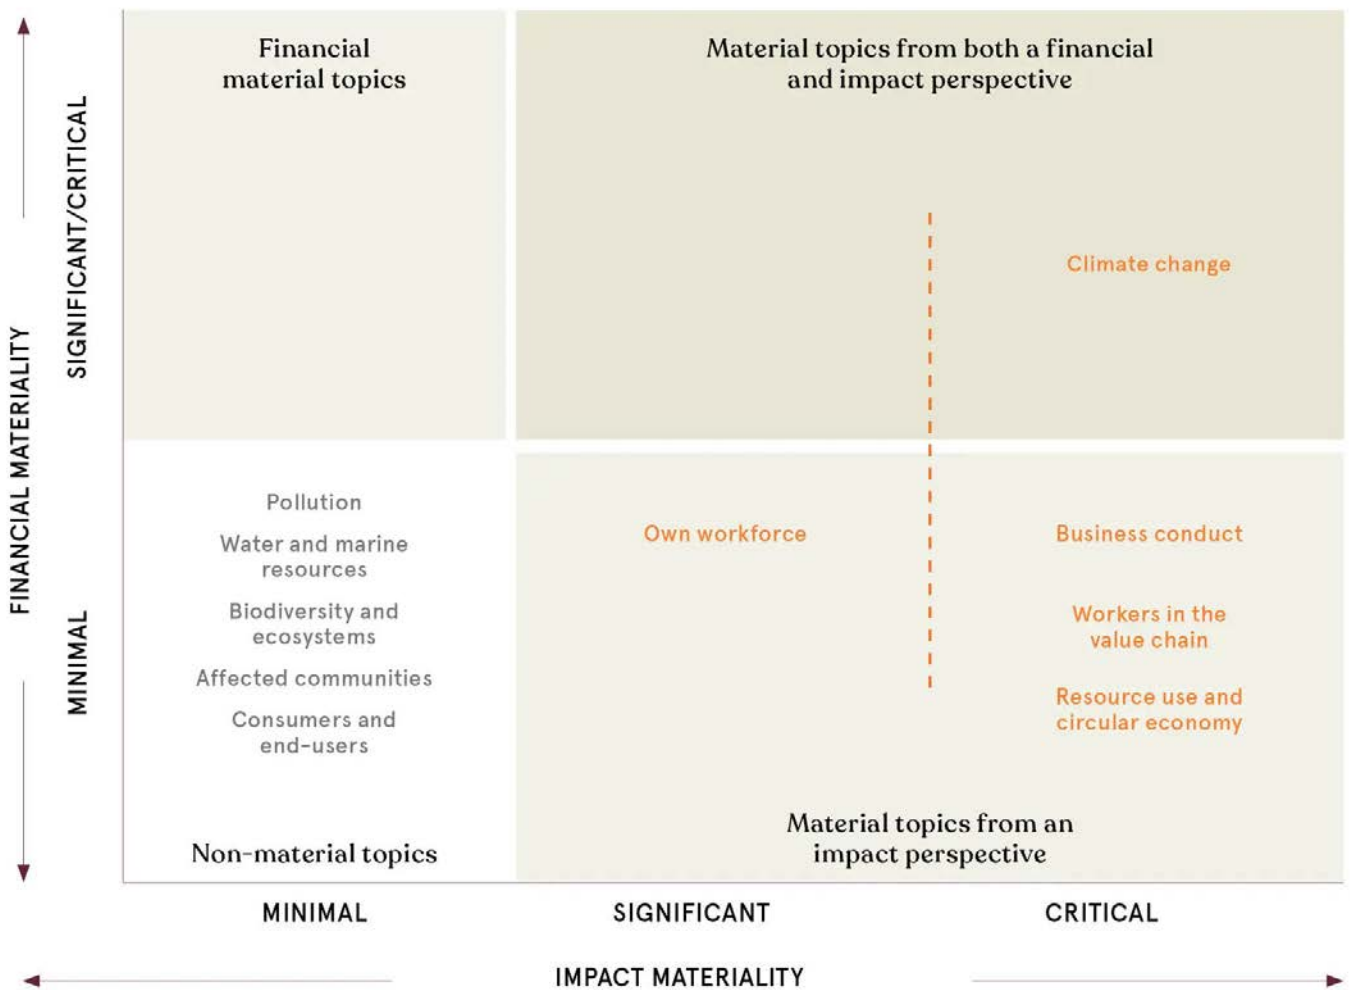 Financial
material topics
Material topics from both a financial
and impact perspective
SIGNIFICANT/CRITICAL
Climate change
FINANCIAL MATERIALITY
MINIMAL
Pollution
Water and marine
resources
Biodiversity and
ecosystems
Affected communities
Consumers and
end-users
Non-material topics
Own workforce
Business conduct
Workers in the
value chain
Resource use and
circular economy
Material topics from an
impact perspective
MINIMAL
SIGNIFICANT
CRITICAL
IMPACT MATERIALITY